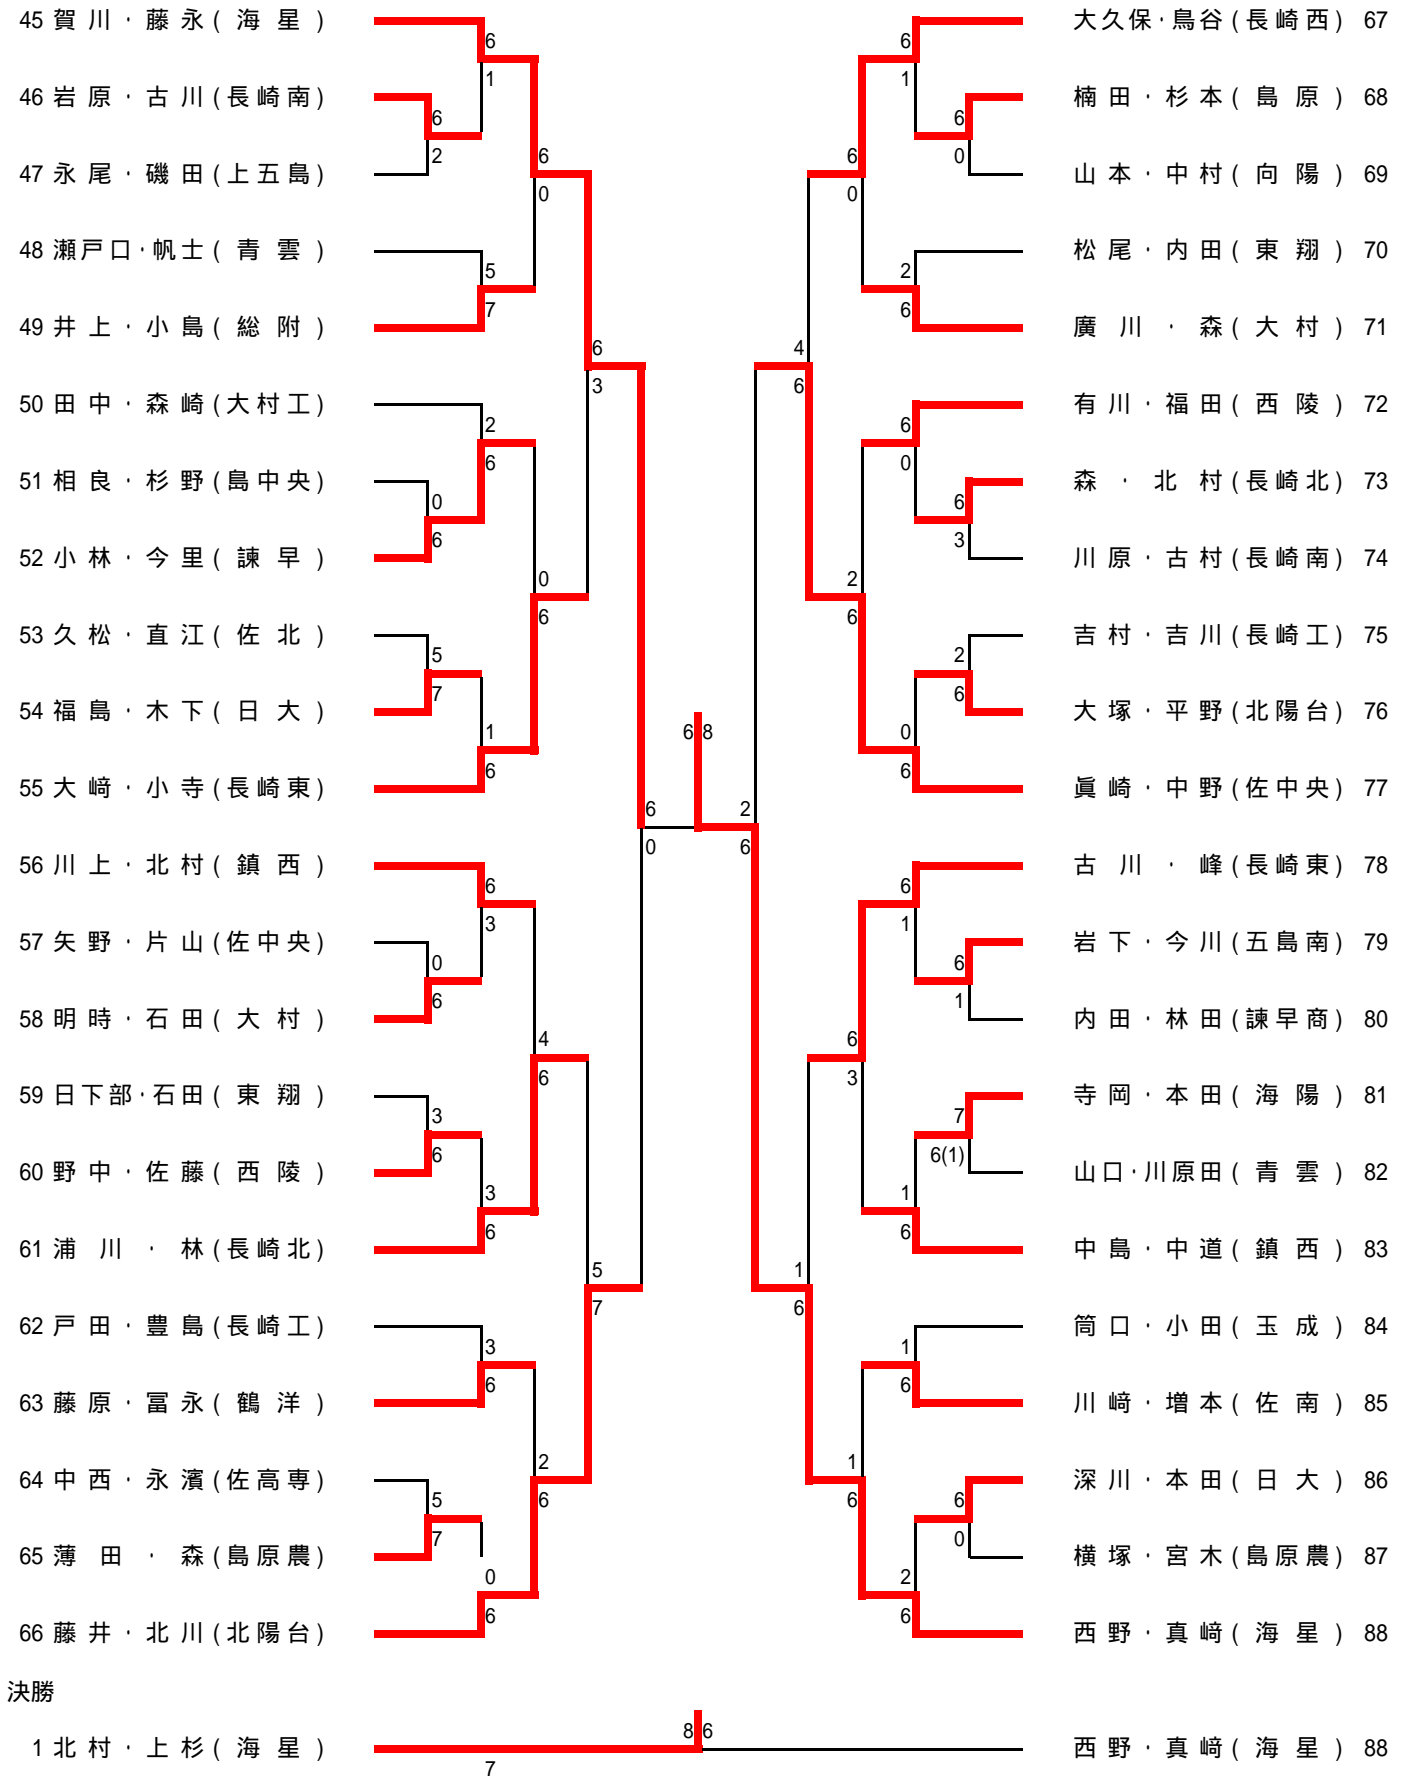 45 賀川・藤永(海星)
46 岩原・古川(長崎南)
47 永尾・磯田(上五島)
48 瀬戸口・帆士(青雲)
49 井上・小島(総附)
50 田中・森崎(大村工)
51 相良・杉野(島中央)
52 小林・今里(諫早)
53 久松・直江(佐北)
54 福島・木下(日大)
55 大﨑・小寺(長崎東)
56 川上・北村(鎮西)
57 矢野・片山(佐中央)
58 明時・石田(大村)
59 日下部・石田(東翔)
60 野中・佐藤(西陵)
61 浦川・林(長崎北)
62 戸田・豊島(長崎工)
63 藤原・冨永(鶴洋)
64 中西・永濱(佐高専)
65 薄田・森(島原農)
66 藤井・北川(北陽台)
6
1
6
2
6
0
5
7
6
3
2
6
0
6
0
6
5
7
1
6
6
0
6
3
0
6
4
6
3
6
3
6
5
7
3
6
2
6
5
7
0
6
6 8
大久保・鳥谷(長崎西) 67
楠田・杉本(島原) 68
山本・中村(向陽) 69
松尾・内田(東翔) 70
廣川・森(大村) 71
有川・福田(西陵) 72
森・北村(長崎北) 73
川原・古村(長崎南) 74
吉村・吉川(長崎工) 75
大塚・平野(北陽台) 76
眞崎・中野(佐中央) 77
古川・峰(長崎東) 78
岩下・今川(五島南) 79
内田・林田(諫早商) 80
寺岡・本田(海陽) 81
山口・川原田(青雲) 82
中島・中道(鎮西) 83
筒口・小田(玉成) 84
川﨑・増本(佐南) 85
深川・本田(日大) 86
横塚・宮木(島原農) 87
西野・真﨑(海星) 88
6
1
6
0
6
0
2
6
4
6
6
0
6
3
2
6
2
6
0
6
2
6
6
1
6
1
6
3
7
6(1)
1
6
1
6
1
6
1
6
6
0
2
6
決勝
1 北村・上杉(海星)
7
8 6
西野・真﨑(海星) 88